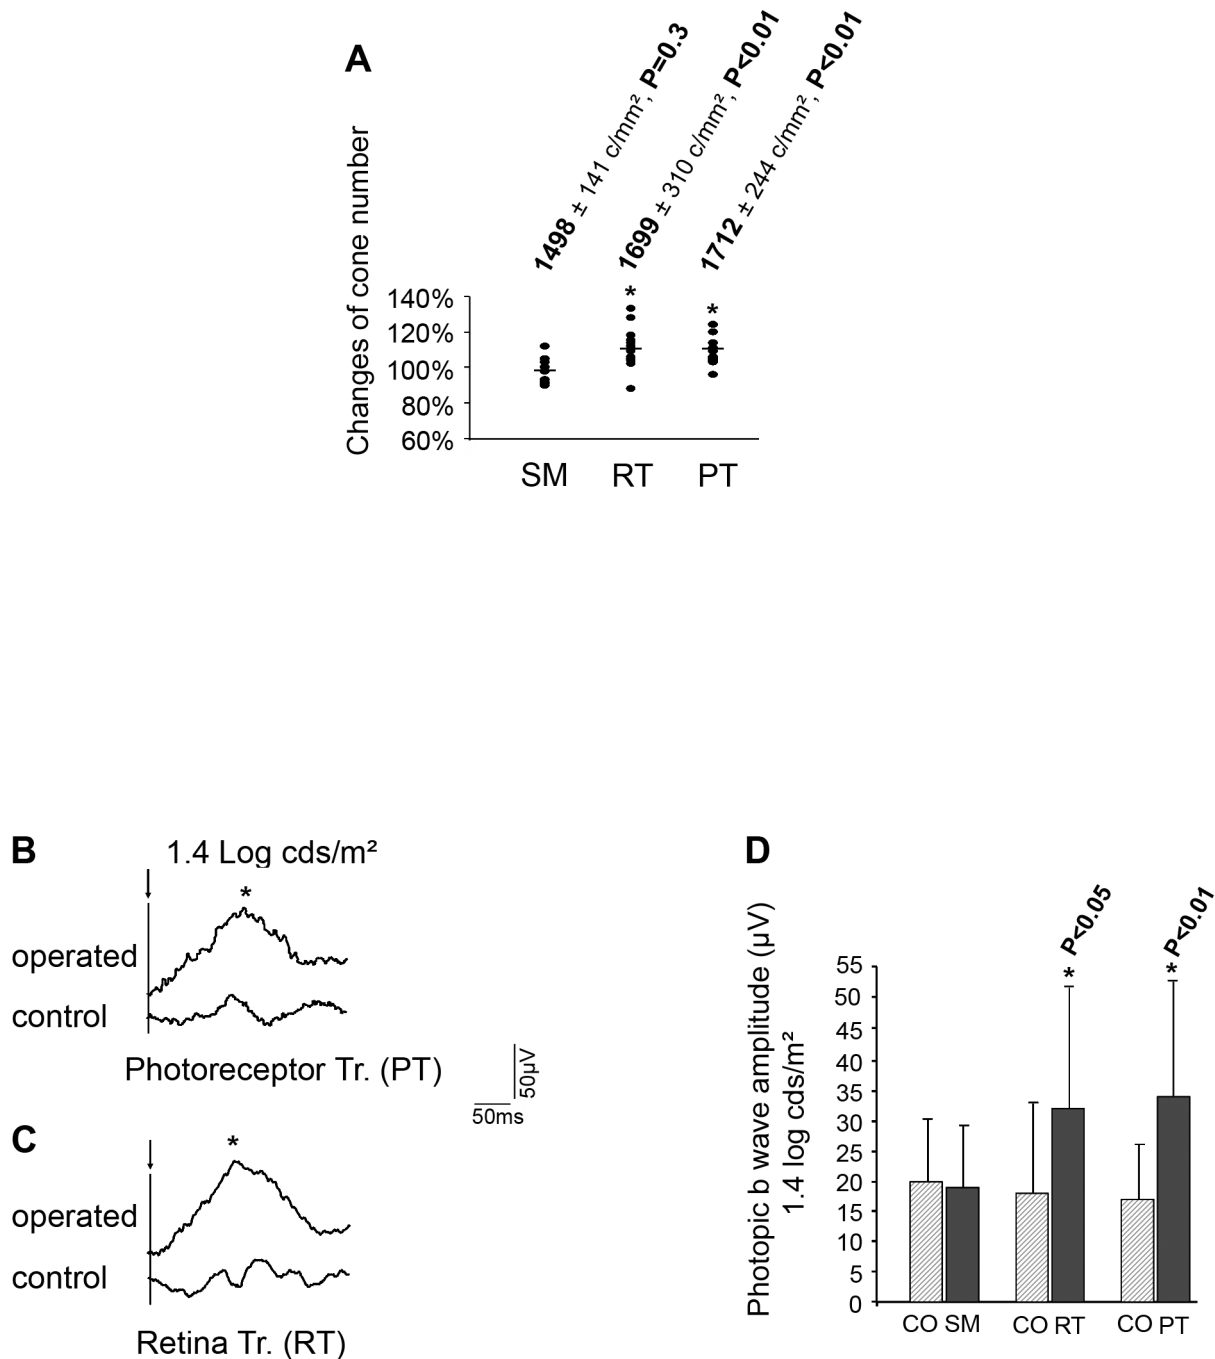 A
1498 ± 141 c/mm², P=0.3
1699 ± 310 c/mm², P<0.01
1712 ± 244 c/mm², P<0.01
Changes of cone number
140%
120%
100%
80%
60%
* *
SM RT PT
B
1.4 Log cds/m²
*
operated
control
Photoreceptor Tr. (PT)
50µV
50ms
C
*
operated
control
Retina Tr. (RT)
D
Photopic b wave amplitude (µV)
1.4 log cds/m²
* P<0.05
* P<0.01
55
50
45
40
35
30
25
20
15
10
5
0
CO SM CO RT CO PT